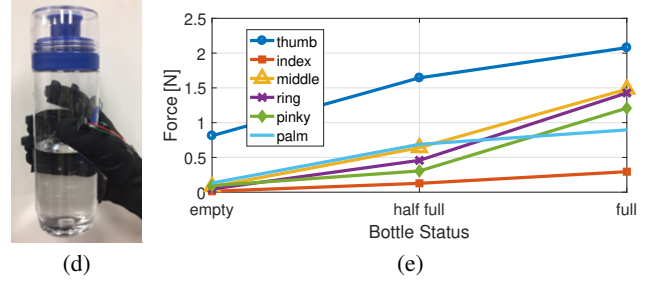 2.5
2
1.5
1
0.5
0
Force [N]
thumb
index
middle
ring
pinky
palm
empty half full full
Bottle Status
(d) (e)